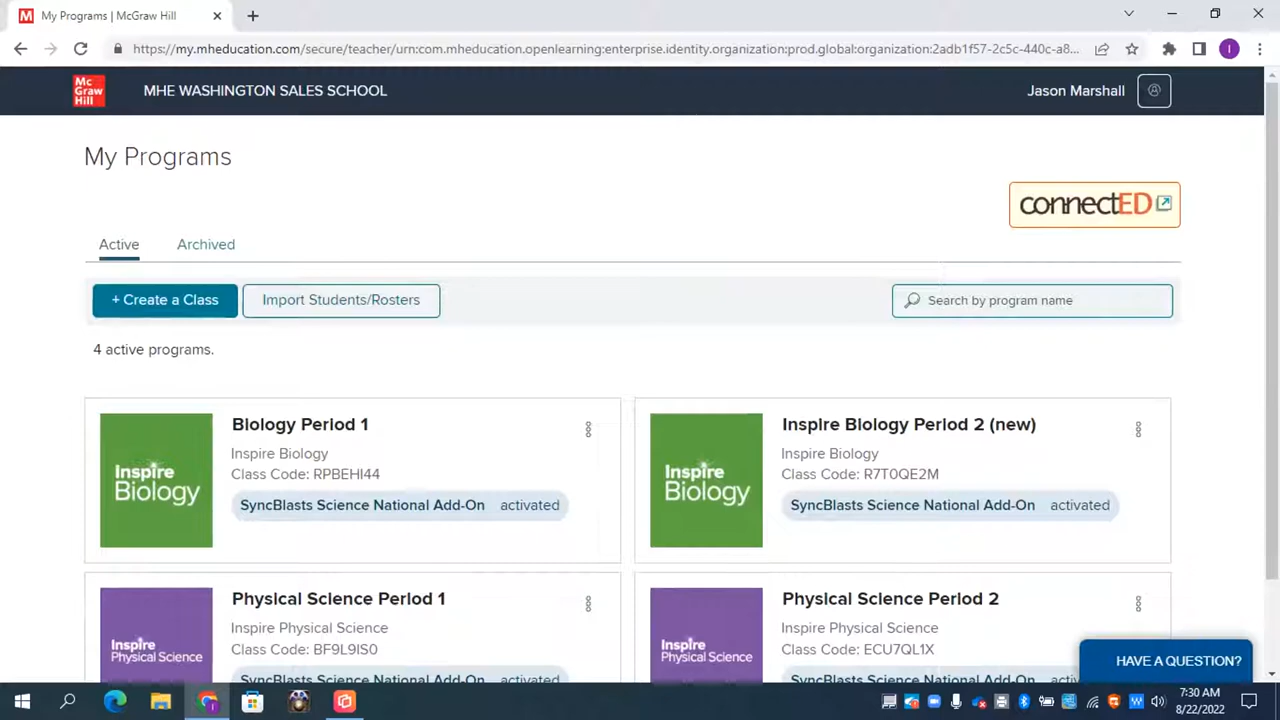 My Programs | McGraw Hill
https://my.mheducation.com/secure/teacher/urn:com.mheducation.openlearning:enterprise.identity.organization:prod.global:organization:2adb1f57-2c5c-440c-a8...
Mc Graw Hill
MHE WASHINGTON SALES SCHOOL
Jason Marshall
My Programs
connectED
Active
Archived
+ Create a Class
Import Students/Rosters
Search by program name
4 active programs.
Inspire Biology
Biology Period 1
Inspire Biology
Class Code: RPBEHI44
SyncBlasts Science National Add-On activated
Inspire Biology
Inspire Biology Period 2 (new)
Inspire Biology
Class Code: R7T0QE2M
SyncBlasts Science National Add-On activated
Inspire Physical Science
Physical Science Period 1
Inspire Physical Science
Class Code: BF9L9IS0
SyncBlasts Science National Add-On activated
Inspire Physical Science
Physical Science Period 2
Inspire Physical Science
Class Code: ECU7QL1X
HAVE A QUESTION?
7:30 AM
8/22/2022